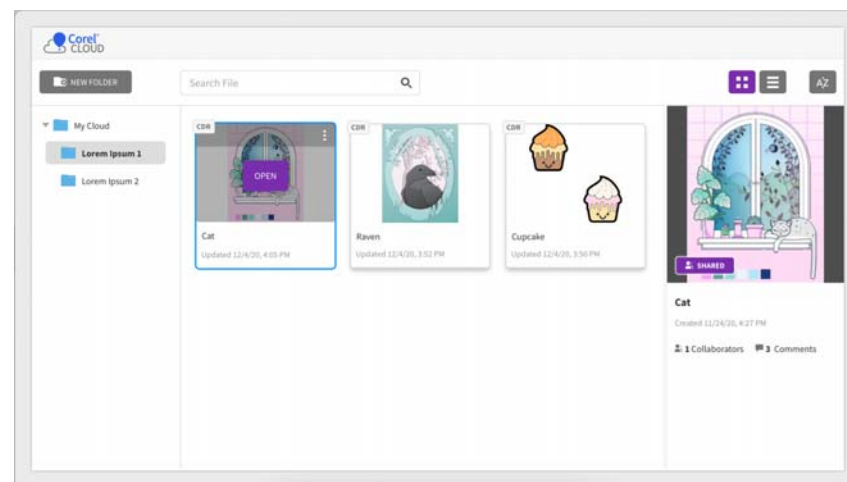 Corel
CLOUD
NEW FOLDER
Search File
AZ
My Cloud
Lorem Ipsum 1
Lorem Ipsum 2
CDR
OPEN
Cat
Updated 12/4/20, 4:05 PM
CDR
Raven
Updated 12/4/20, 3:52 PM
CDR
Cupcake
Updated 12/4/20, 3:50 PM
SHARED
Cat
Created 11/24/20, 4:27 PM
1 Collaborators 3 Comments